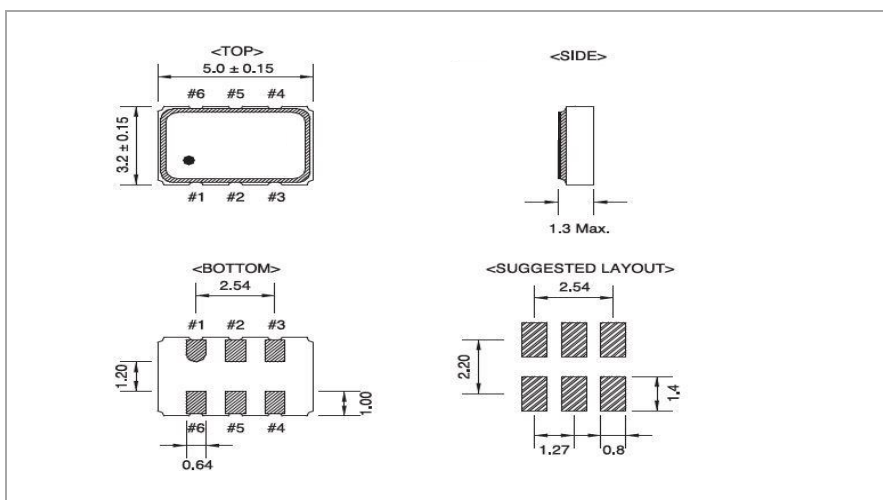 <TOP>
5.0 ± 0.15
#6 #5 #4
3.2 ± 0.15
#1 #2 #3
<SIDE>
1.3 Max.
<BOTTOM>
2.54
#1 #2 #3
1.20
1.00
#6 #5 #4
0.64
<SUGGESTED LAYOUT>
2.54
2.20
1.4
1.27 0.8